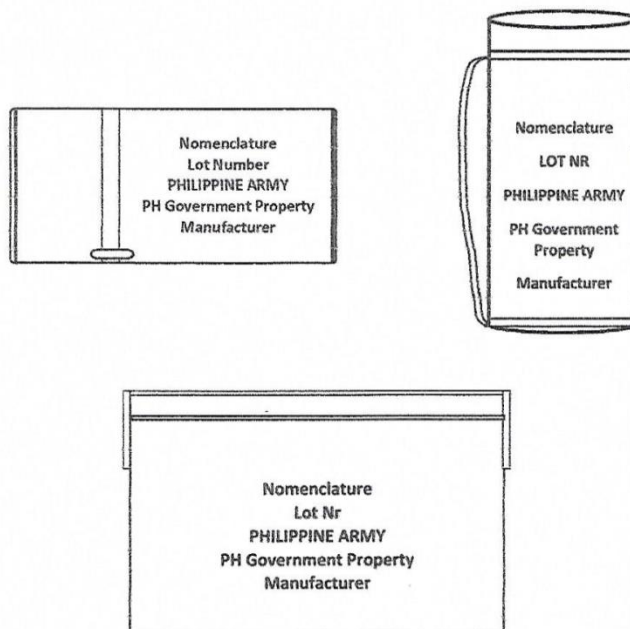 Nomenclature
Lot Number
PHILIPPINE ARMY
PH Government Property
Manufacturer
Nomenclature
LOT NR
PHILIPPINE ARMY
PH Government
Property
Manufacturer
Nomenclature
Lot Nr
PHILIPPINE ARMY
PH Government Property
Manufacturer